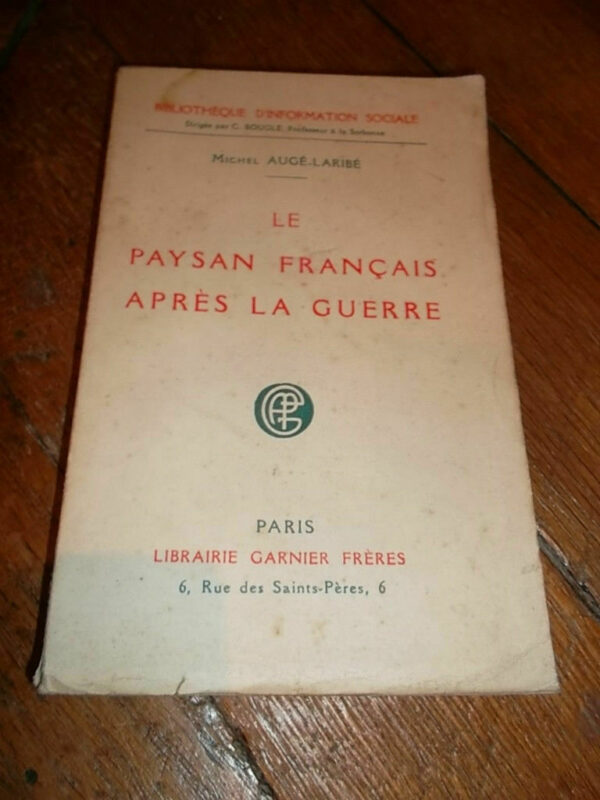 BIBLIOTHÈQUE D'INFORMATION SOCIALE
Dirigée par C. BOUGLÉ, Professeur à la Sorbonne
MICHEL AUGÉ-LARIBÉ
LE
PAYSAN FRANÇAIS
APRÈS LA GUERRE
PARIS
LIBRAIRIE GARNIER FRÈRES
6, Rue des Saints-Pères, 6